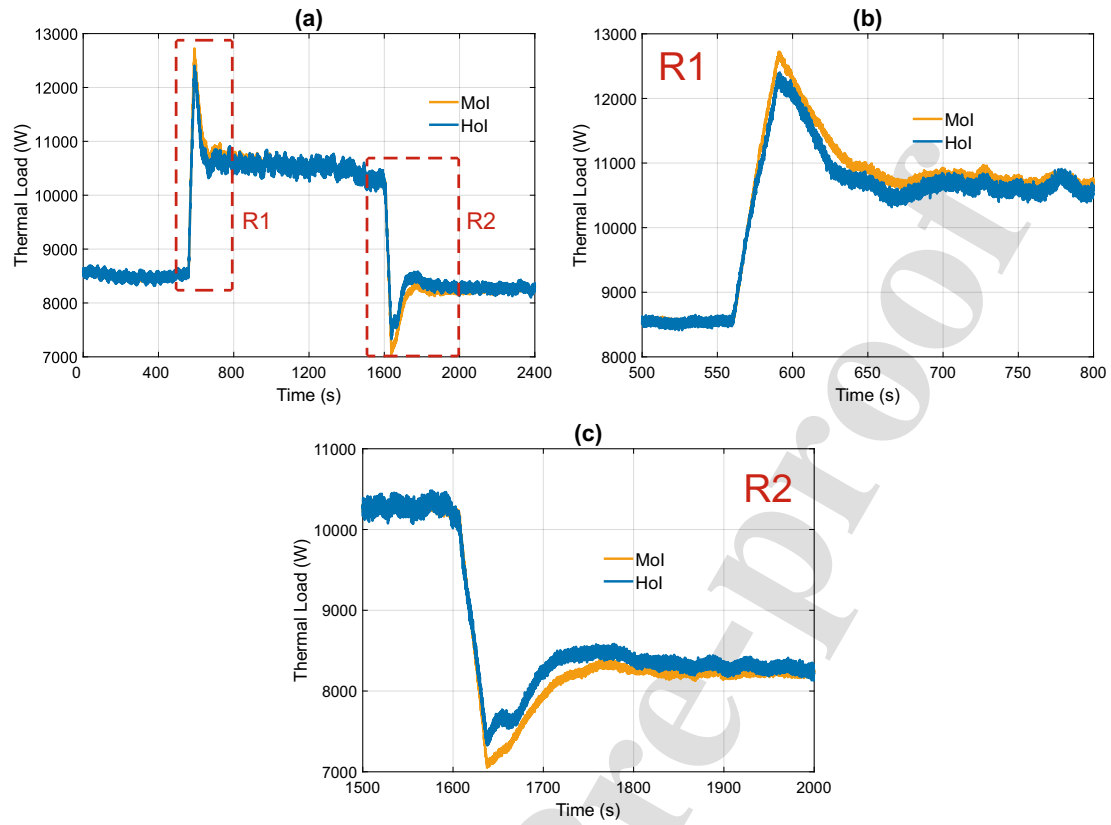 (a)
13000
12000
11000
10000
9000
8000
7000
Thermal Load (W)
MoI
HoI
R1
R2
0 400 800 1200 1600 2000 2400
Time (s)
(b)
13000
12000
11000
10000
9000
8000
Thermal Load (W)
R1
MoI
HoI
500 550 600 650 700 750 800
Time (s)
(c)
11000
10000
9000
8000
7000
Thermal Load (W)
R2
MoI
HoI
1500 1600 1700 1800 1900 2000
Time (s)
re-proof